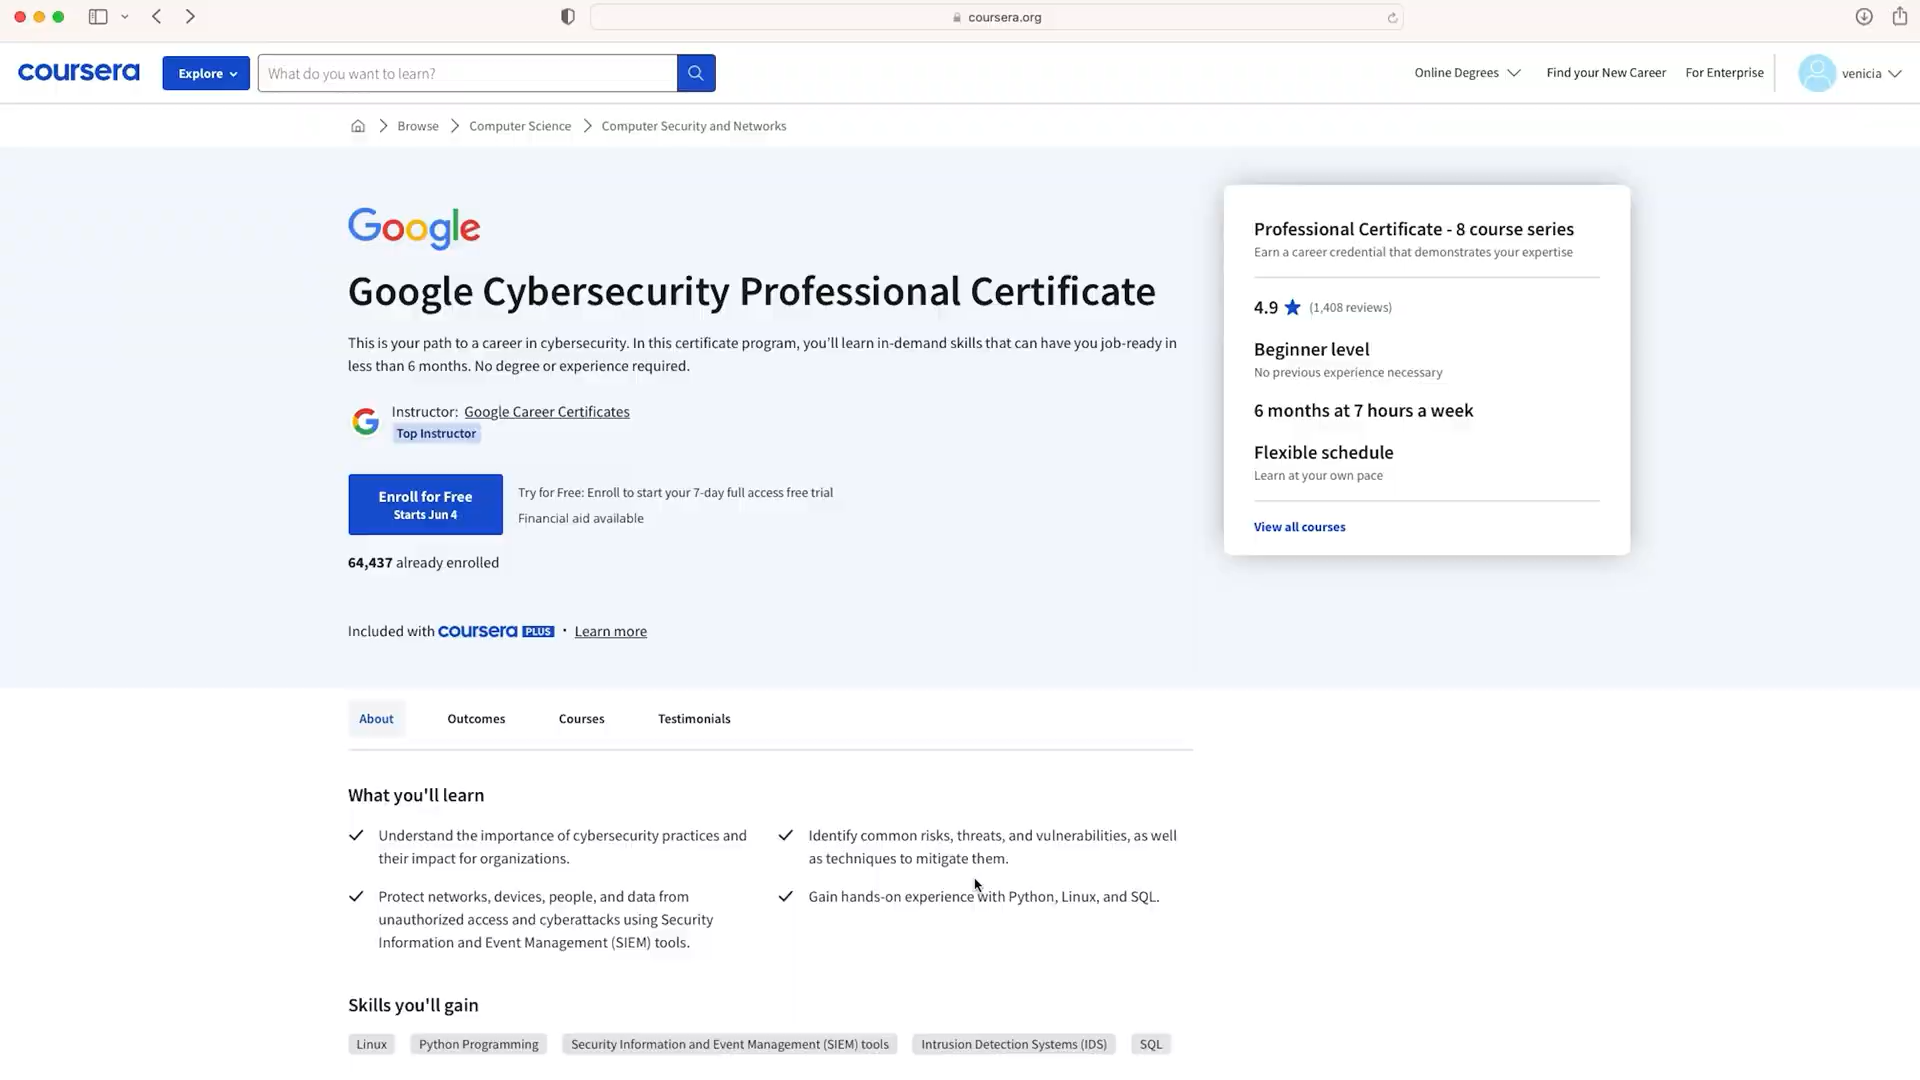 coursera.org
coursera
Explore
What do you want to learn?
Online Degrees
Find your New Career
For Enterprise
venicia
Browse
Computer Science
Computer Security and Networks
Google
Google Cybersecurity Professional Certificate
This is your path to a career in cybersecurity. In this certificate program, you'll learn in-demand skills that can have you job-ready in
less than 6 months. No degree or experience required.
Instructor: Google Career Certificates
Top Instructor
Enroll for Free
Starts Jun 4
Try for Free: Enroll to start your 7-day full access free trial
Financial aid available
64,437 already enrolled
Included with coursera PLUS · Learn more
Professional Certificate - 8 course series
Earn a career credential that demonstrates your expertise
4.9 (1,408 reviews)
Beginner level
No previous experience necessary
6 months at 7 hours a week
Flexible schedule
Learn at your own pace
View all courses
About
Outcomes
Courses
Testimonials
What you'll learn
Understand the importance of cybersecurity practices and
their impact for organizations.
Identify common risks, threats, and vulnerabilities, as well
as techniques to mitigate them.
Protect networks, devices, people, and data from
unauthorized access and cyberattacks using Security
Information and Event Management (SIEM) tools.
Gain hands-on experience with Python, Linux, and SQL.
Skills you'll gain
Linux
Python Programming
Security Information and Event Management (SIEM) tools
Intrusion Detection Systems (IDS)
SQL